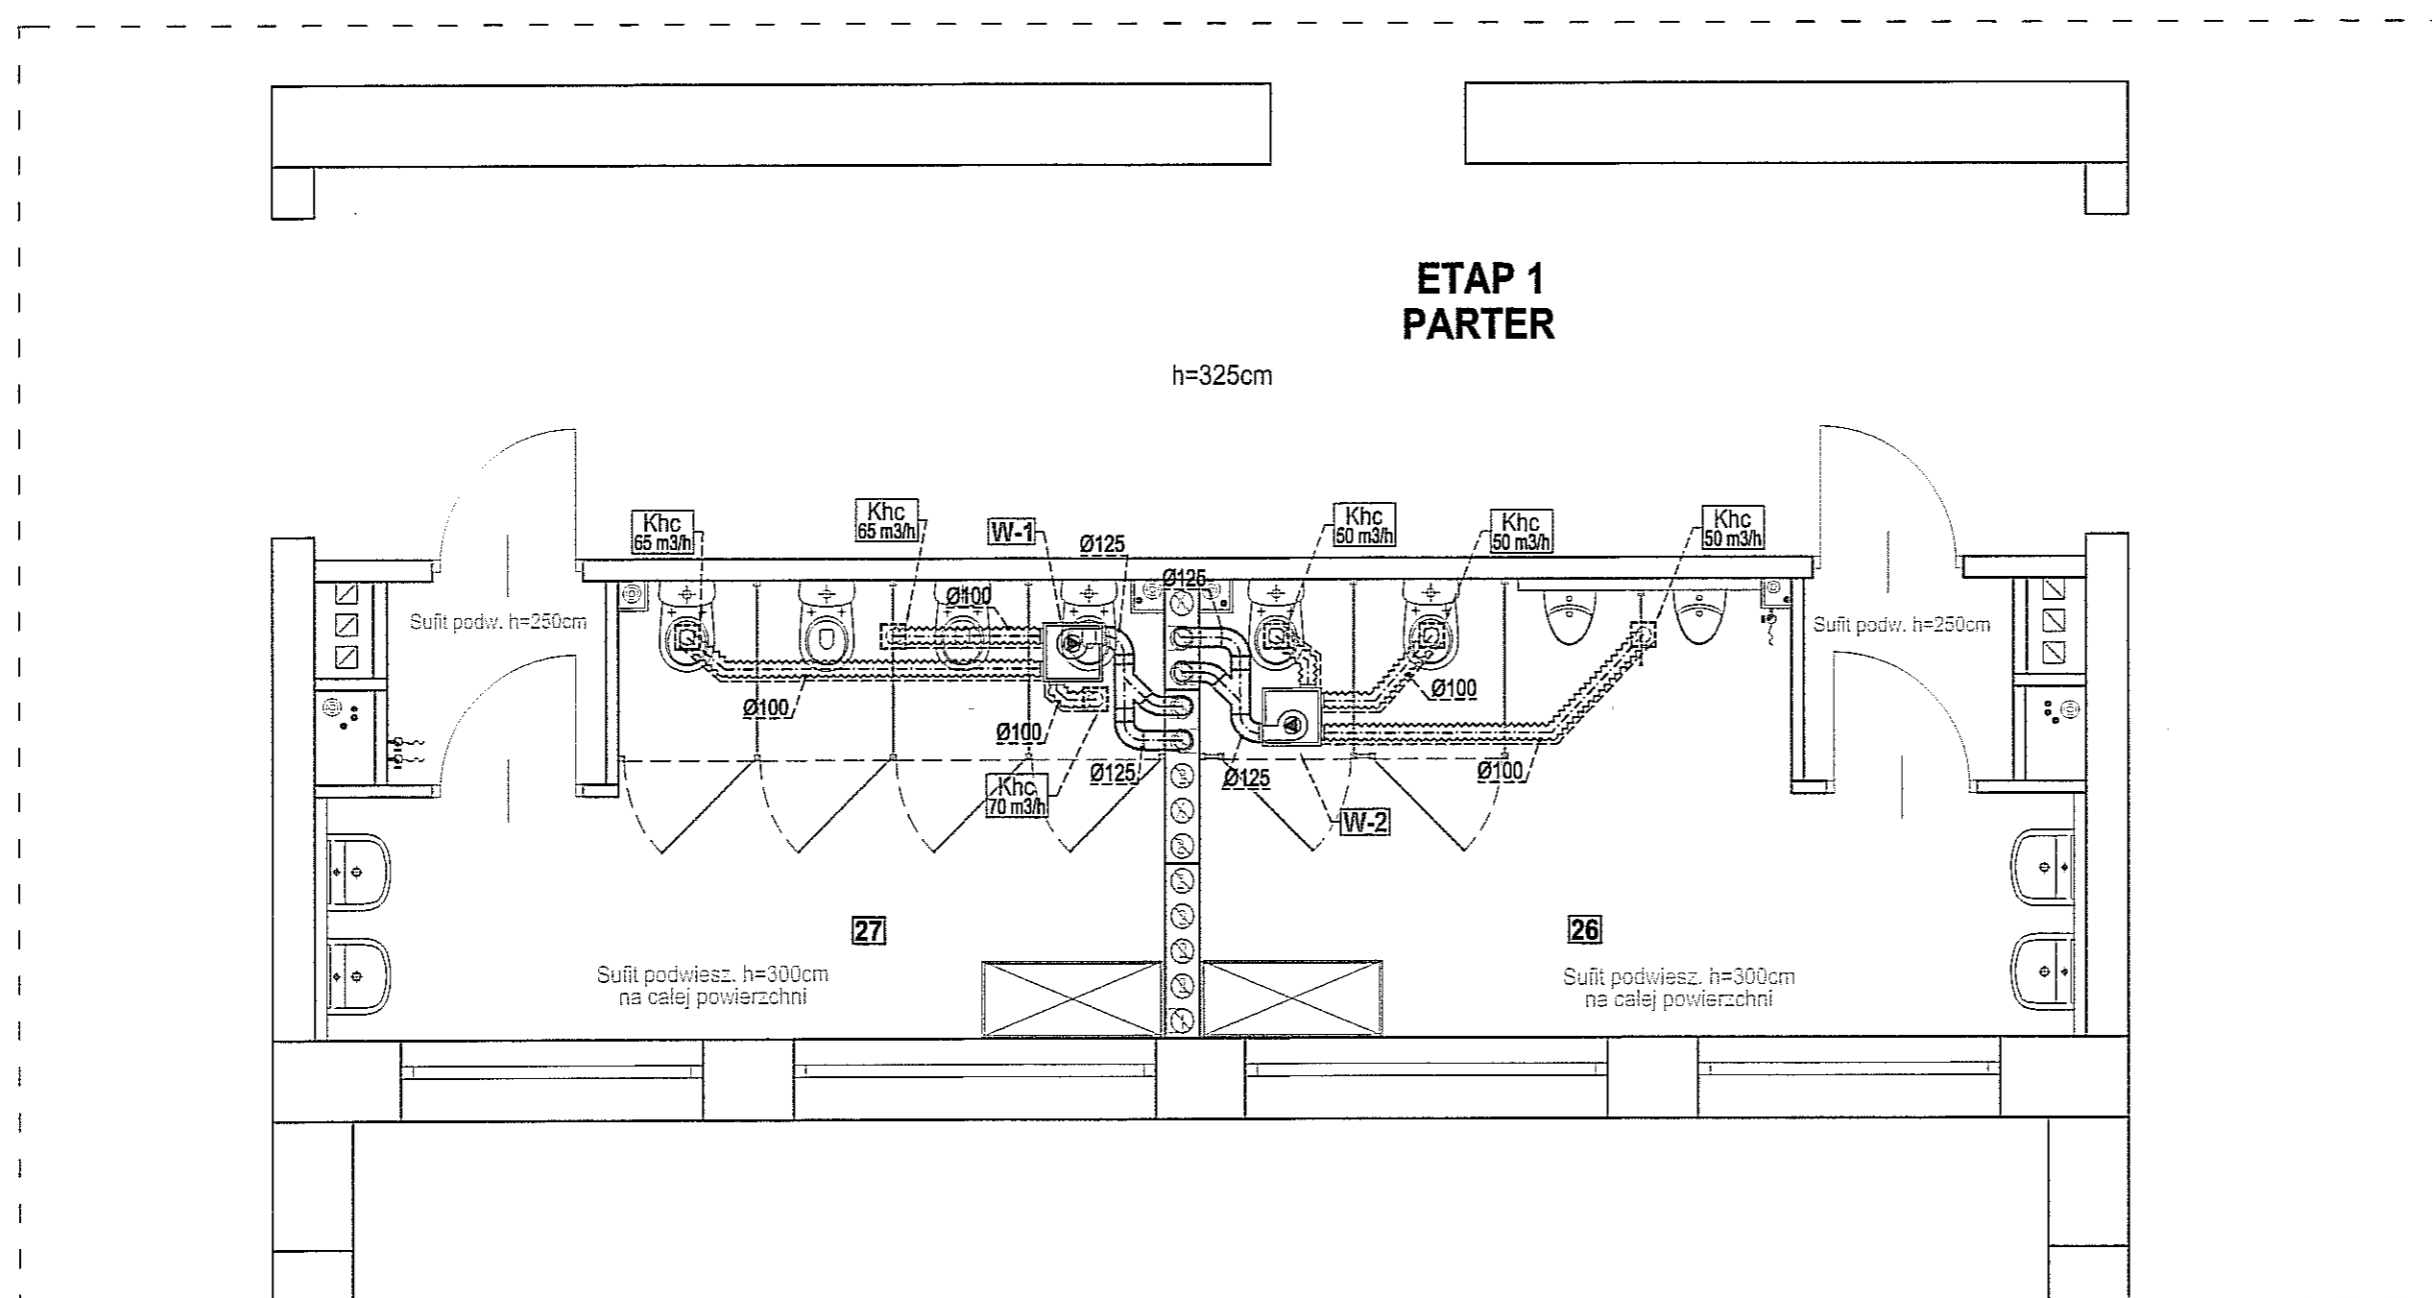 ETAP 1
PARTER
h=325cm
Khc
65 m3/h
Khc
65 m3/h
W-1
Ø125
Khc
50 m3/h
Khc
50 m3/h
Khc
50 m3/h
Ø125
Ø100
Sufit podw. h=250cm
Sufit podw. h=250cm
Ø100
Ø100
Ø100
Khc
70 m3/h
Ø125
Ø125
Ø100
W-2
27
26
Sufit podwiesz. h=300cm
na całej powierzchni
Sufit podwiesz. h=300cm
na całej powierzchni